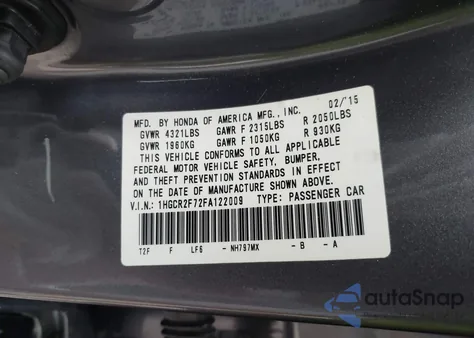 MFD. BY HONDA OF AMERICA MFG., INC. 02/15
GVWR 4321LBS GAWR F 2315LBS R 2050LBS
GVWR 1960KG GAWR F 1050KG R 930KG
THIS VEHICLE CONFORMS TO ALL APPLICABLE
FEDERAL MOTOR VEHICLE SAFETY, BUMPER,
AND THEFT PREVENTION STANDARDS IN EFFECT ON
THE DATE OF MANUFACTURE SHOWN ABOVE.
V.I.N.: 1HGCR2F72FA122009 TYPE: PASSENGER CAR
T2F F LF6 - NH797MX - B - A
autoSnap